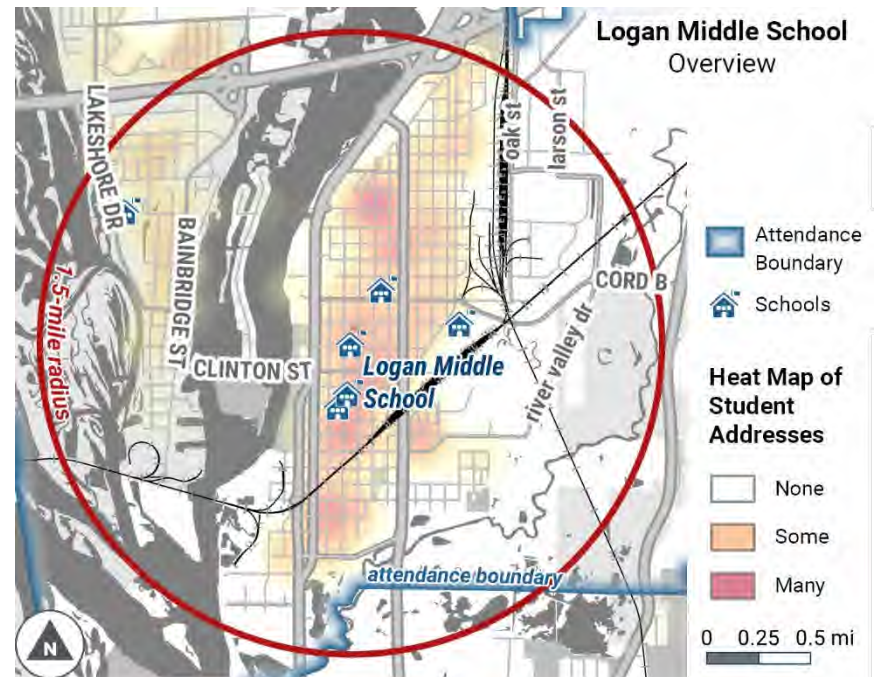 Logan Middle School
Overview
LAKESHORE DR
BAINBRIDGE ST
CLINTON ST
oak st
larson st
CORD B
river valley dr
1.5-mile radius
Logan Middle
School
attendance boundary
N
Attendance
Boundary
Schools
Heat Map of
Student
Addresses
None
Some
Many
0 0.25 0.5 mi